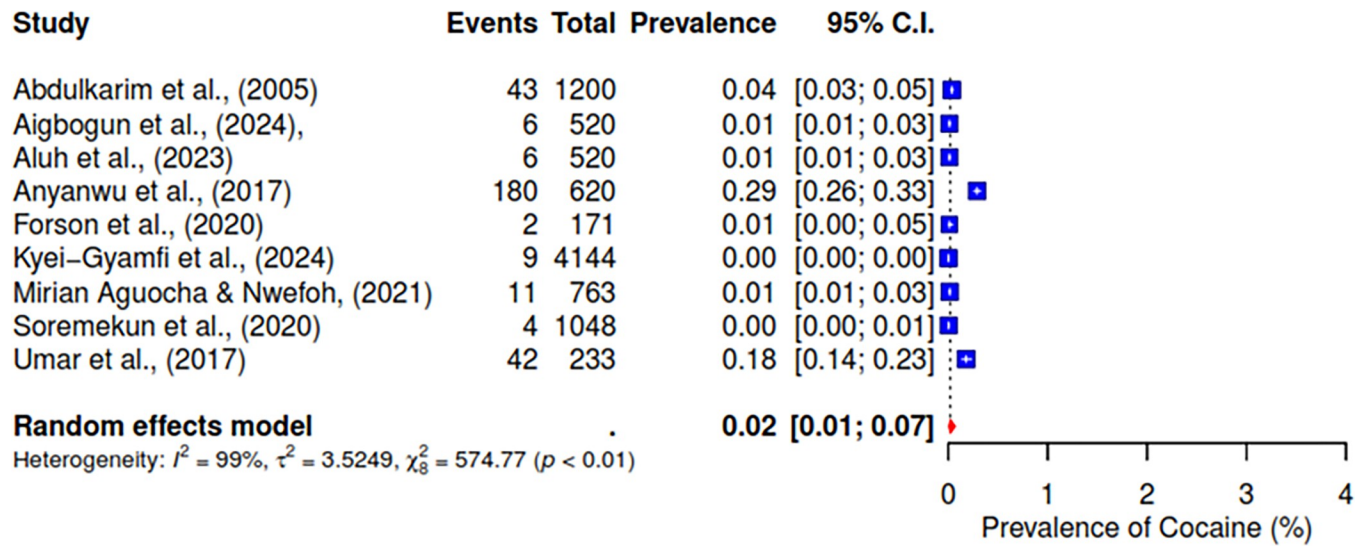 Study Events Total Prevalence 95% C.I.
Abdulkarim et al., (2005) 43 1200 0.04 [0.03; 0.05]
Aigbogun et al., (2024), 6 520 0.01 [0.01; 0.03]
Aluh et al., (2023) 6 520 0.01 [0.01; 0.03]
Anyanwu et al., (2017) 180 620 0.29 [0.26; 0.33]
Forson et al., (2020) 2 171 0.01 [0.00; 0.05]
Kyei−Gyamfi et al., (2024) 9 4144 0.00 [0.00; 0.00]
Mirian Aguocha & Nwefoh, (2021) 11 763 0.01 [0.01; 0.03]
Soremekun et al., (2020) 4 1048 0.00 [0.00; 0.01]
Umar et al., (2017) 42 233 0.18 [0.14; 0.23]
Random effects model . 0.02 [0.01; 0.07]
Heterogeneity: I² = 99%, τ² = 3.5249, χ²₈ = 574.77 (p < 0.01)
0 1 2 3 4
Prevalence of Cocaine (%)